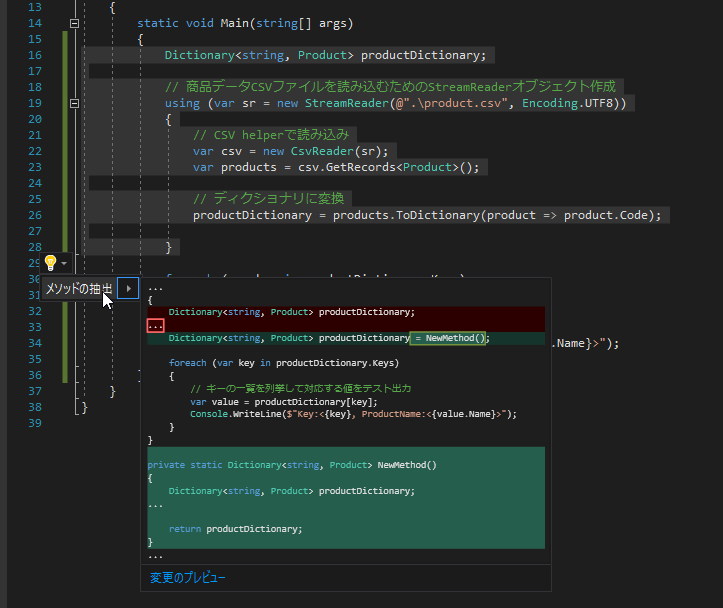 13 {
14 static void Main(string[] args)
15 {
16 Dictionary<string, Product> productDictionary;
17
18 // 商品データCSVファイルを読み込むためのStreamReaderオブジェクト作成
19 using (var sr = new StreamReader(@".\product.csv", Encoding.UTF8))
20 {
21 // CSV helperで読み込み
22 var csv = new CsvReader(sr);
23 var products = csv.GetRecords<Product>();
24
25 // ディクショナリに変換
26 productDictionary = products.ToDictionary(product => product.Code);
27
28 }
29
30
メソッドの抽出
31
32
33
34 .Name}>");
35
36
37 }
38 }
39
...
{
Dictionary<string, Product> productDictionary;
...
Dictionary<string, Product> productDictionary = NewMethod();
foreach (var key in productDictionary.Keys)
{
// キーの一覧を列挙して対応する値をテスト出力
var value = productDictionary[key];
Console.WriteLine($"Key:<{key}, ProductName:<{value.Name}>");
}
}
private static Dictionary<string, Product> NewMethod()
{
Dictionary<string, Product> productDictionary;
...
return productDictionary;
}
...
変更のプレビュー